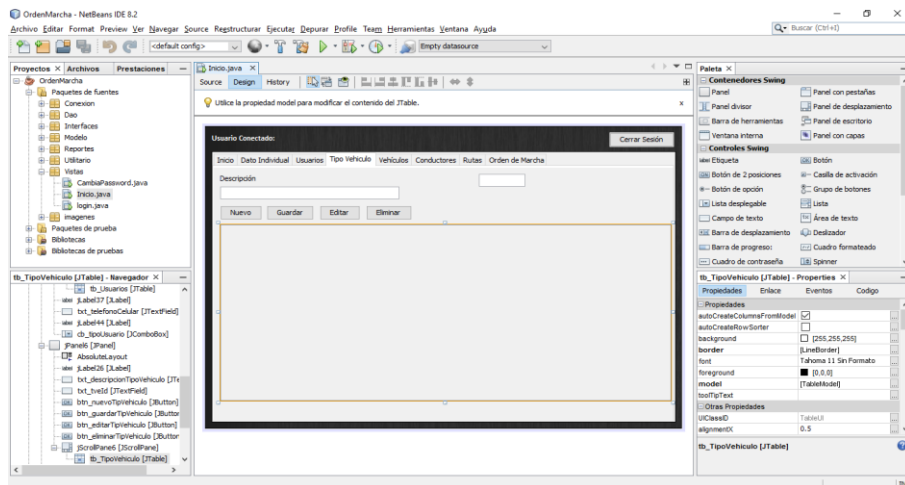 OrdenMarcha - NetBeans IDE 8.2
Archivo Editar Format Preview Ver Navegar Source Reestructurar Ejecutar Depurar Profile Team Herramientas Ventana Ayuda
Buscar (Ctrl+I)
<default config>
Empty datasource
Proyectos × Archivos Prestaciones
OrdenMarcha
Paquetes de fuentes
Conexion
Dao
Interfaces
Modelo
Reportes
Utilitario
Vistas
CambiaPassword.java
Inicio.java
login.java
imagenes
Paquetes de prueba
Bibliotecas
Bibliotecas de pruebas
tb_TipoVehiculo [JTable] - Navegador ×
tb_Usuarios [JTable]
label jLabel37 [JLabel]
txt_telefonoCelular [JTextField]
label jLabel44 [JLabel]
cb_tipoUsuario [JComboBox]
jPanel6 [JPanel]
AbsoluteLayout
label jLabel26 [JLabel]
txt_descripcionTipoVehiculo [JTe
txt_tveId [JTextField]
btn_nuevoTipVehiculo [JButton]
btn_guardarTipVehiculo [JButtor
btn_editarTipVehiculo [JButton]
btn_eliminarTipVehiculo [JButtor
jScrollPane6 [JScrollPane]
tb_TipoVehiculo [JTable]
Inicio.java ×
Source Design History
Utilice la propiedad model para modificar el contenido del JTable.
x
Usuario Conectado:
Cerrar Sesión
Inicio Dato Individual Usuarios Tipo Vehiculo Vehículos Conductores Rutas Orden de Marcha
Descripción
Nuevo Guardar Editar Eliminar
Paleta ×
Contenedores Swing
Panel Panel con pestañas
Panel divisor Panel de desplazamiento
Barra de herramientas Panel de escritorio
Ventana interna Panel con capas
Controles Swing
label Etiqueta Botón
Botón de 2 posiciones Casilla de activación
Botón de opción Grupo de botones
Lista desplegable Lista
Campo de texto Área de texto
Barra de desplazamiento Deslizador
Barra de progreso: Cuadro formateado
Cuadro de contraseña Spinner
tb_TipoVehiculo [JTable] - Properties ×
Propiedades Enlace Eventos Codigo
Propiedades
autoCreateColumnsFromModel
autoCreateRowSorter
background [255,255,255]
border [LineBorder]
font Tahoma 11 Sin Formato
foreground [0,0,0]
model [TableModel]
toolTipText
Otras Propiedades
UIClassID TableUI
alignmentX 0.5
tb_TipoVehiculo [JTable]